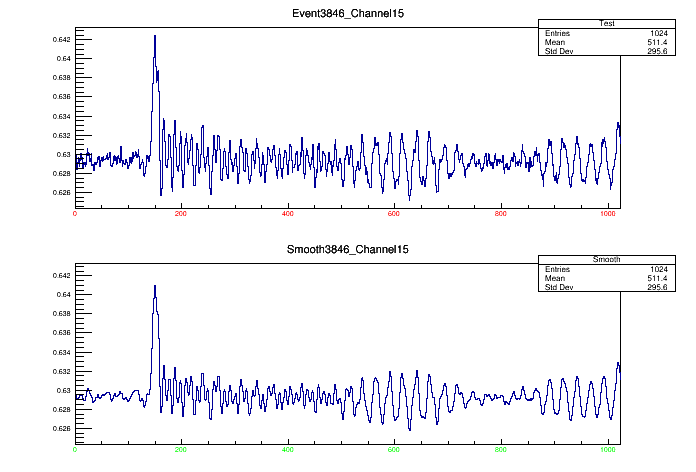 Event3846_Channel15
Test
Entries 1024
Mean 511.4
Std Dev 295.6
0.642
0.64
0.638
0.636
0.634
0.632
0.63
0.628
0.626
0 200 400 600 800 1000
Smooth3846_Channel15
Smooth
Entries 1024
Mean 511.4
Std Dev 295.6
0.642
0.64
0.638
0.636
0.634
0.632
0.63
0.628
0.626
0 200 400 600 800 1000